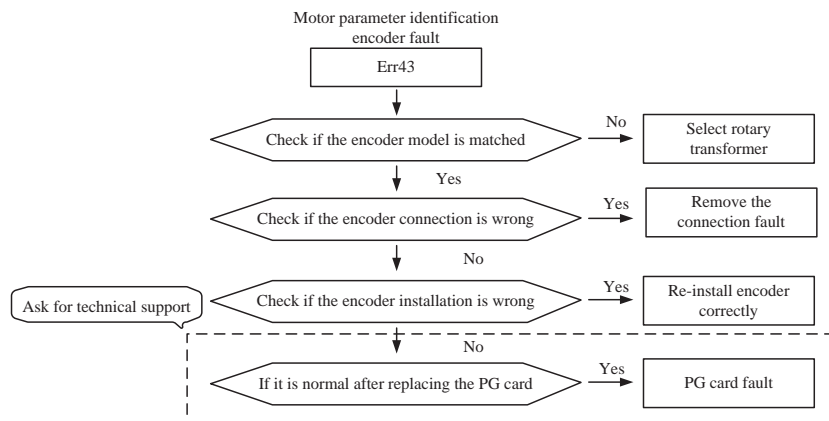 Motor parameter identification
encoder fault
Err43
Check if the encoder model is matched
No
Select rotary
transformer
Yes
Check if the encoder connection is wrong
Yes
Remove the
connection fault
No
Ask for technical support
Check if the encoder installation is wrong
Yes
Re-install encoder
correctly
No
If it is normal after replacing the PG card
Yes
PG card fault